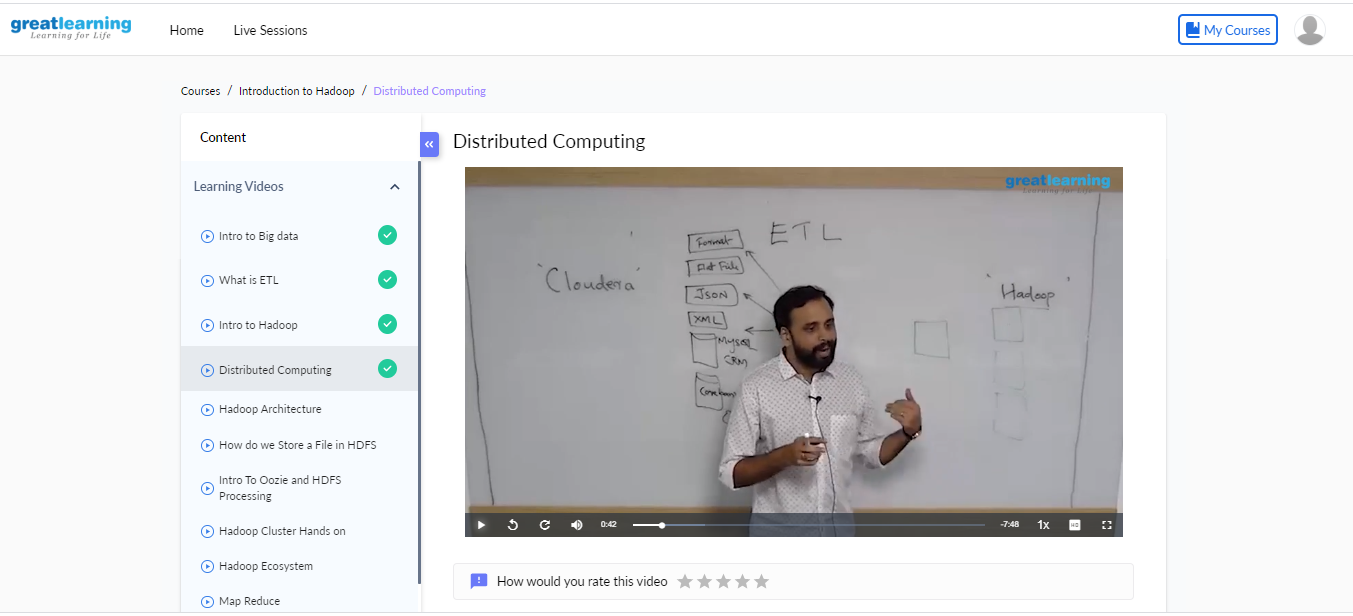 greatlearning
Learning for Life
Home
Live Sessions
My Courses
Courses / Introduction to Hadoop / Distributed Computing
Content
«
Distributed Computing
Learning Videos
Intro to Big data
What is ETL
Intro to Hadoop
Distributed Computing
Hadoop Architecture
How do we Store a File in HDFS
Intro To Oozie and HDFS
Processing
Hadoop Cluster Hands on
Hadoop Ecosystem
Map Reduce
greatlearning
Learning for Life
ETL
Format
Flat File
"Cloudera"
JSON
XML
MySQL
CRM
"Hadoop"
0:42
-7:48
1x
HD
How would you rate this video